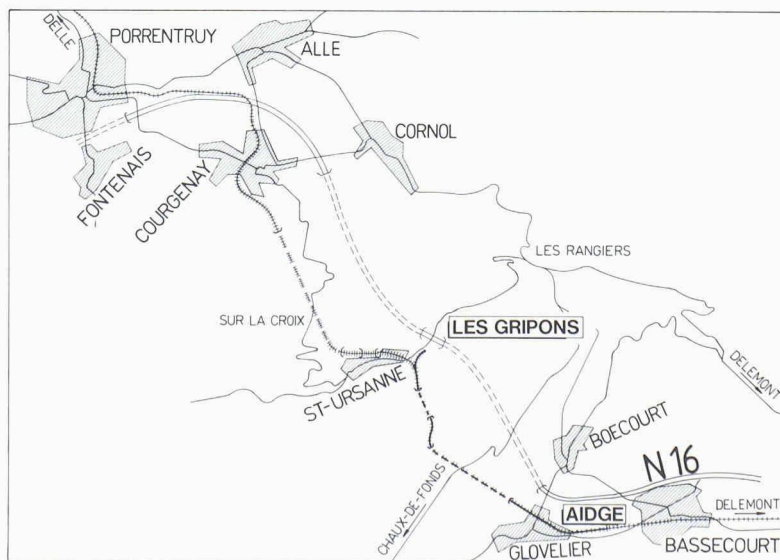 DELLE
PORRENTRUY
ALLE
CORNOL
FONTENAIS
COURGENAY
LES RANGIERS
SUR LA CROIX
LES GRIPONS
ST-URSANNE
DELEMONT
BOECOURT
N 16
CHAUX-DE-FONDS
AIDGE
DELEMONT
GLOVELIER
BASSECOURT